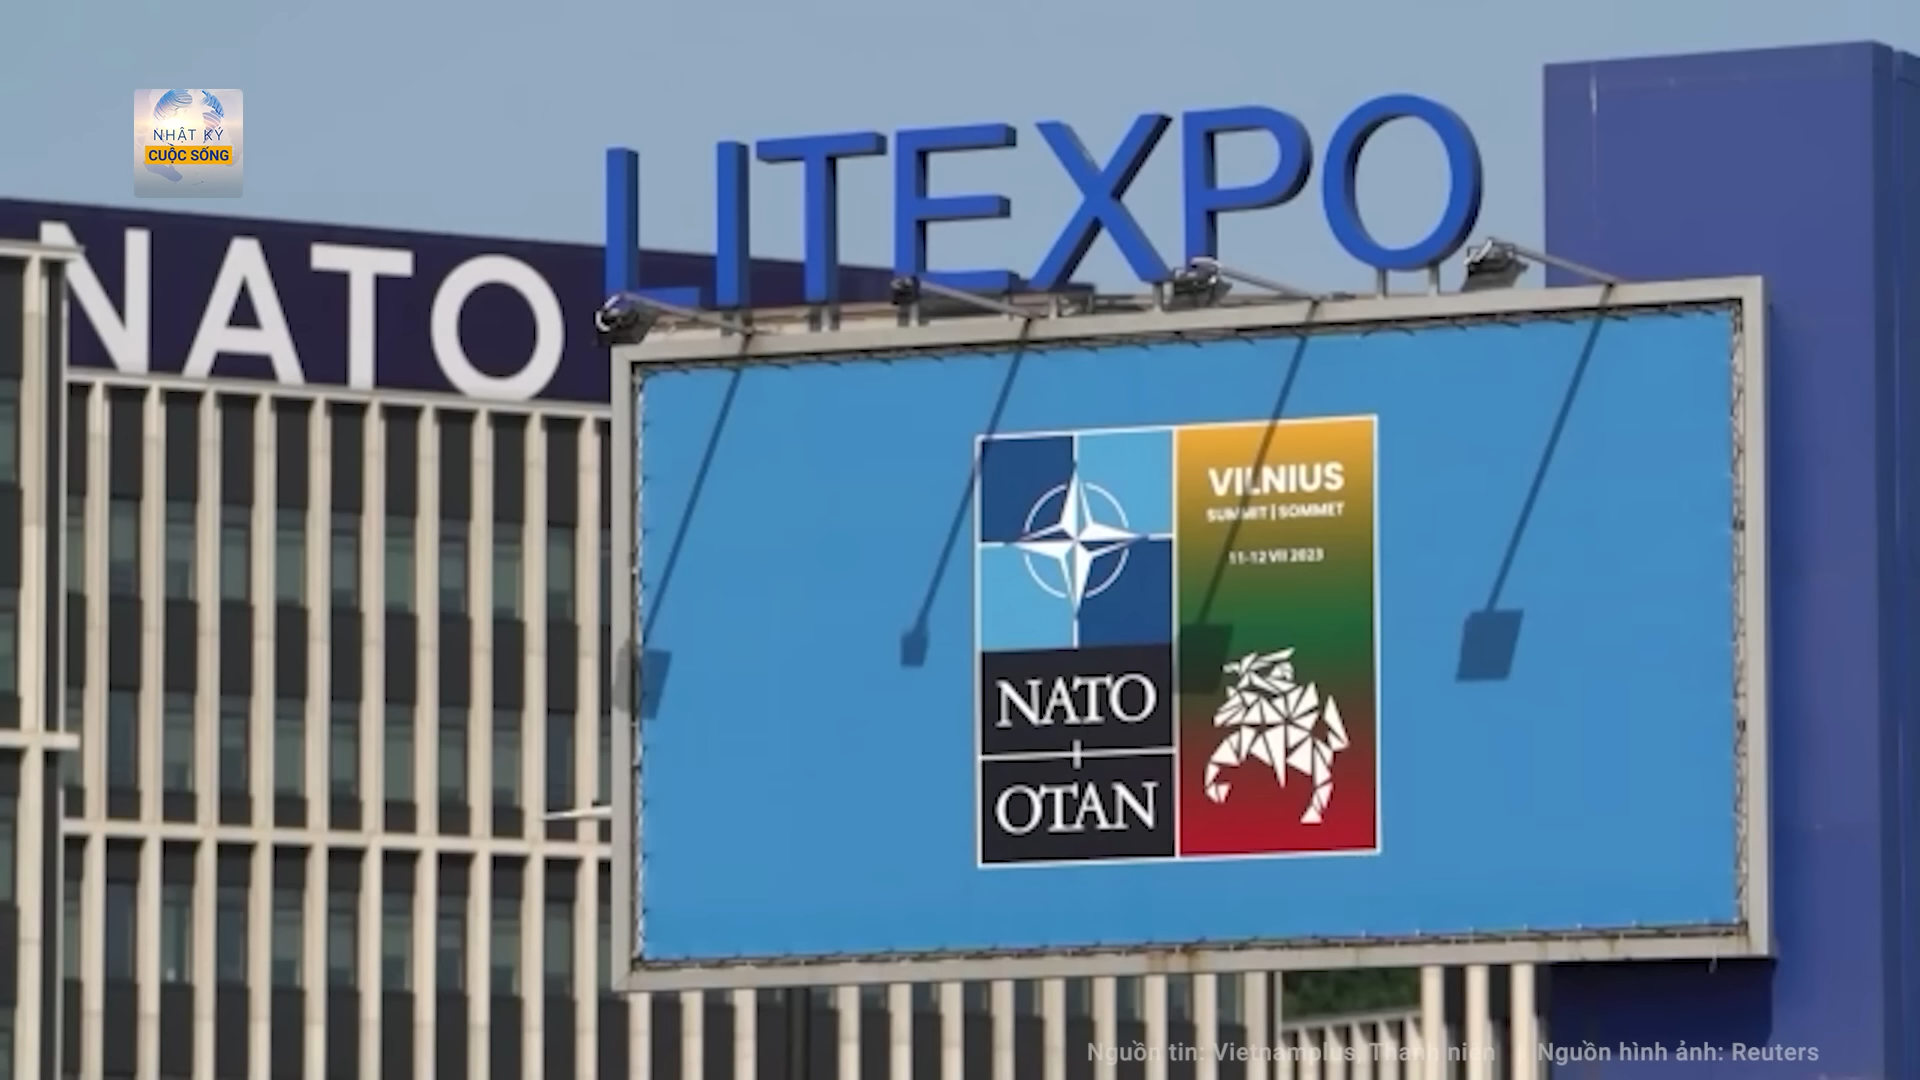 NHẬT KÝ
CUỘC SỐNG
NATO
LITEXPO
VILNIUS
SUMMIT | SOMMET
11-12 VII 2023
NATO
OTAN
Nguồn tin: Vietnamplus, Thanh niên
Nguồn hình ảnh: Reuters